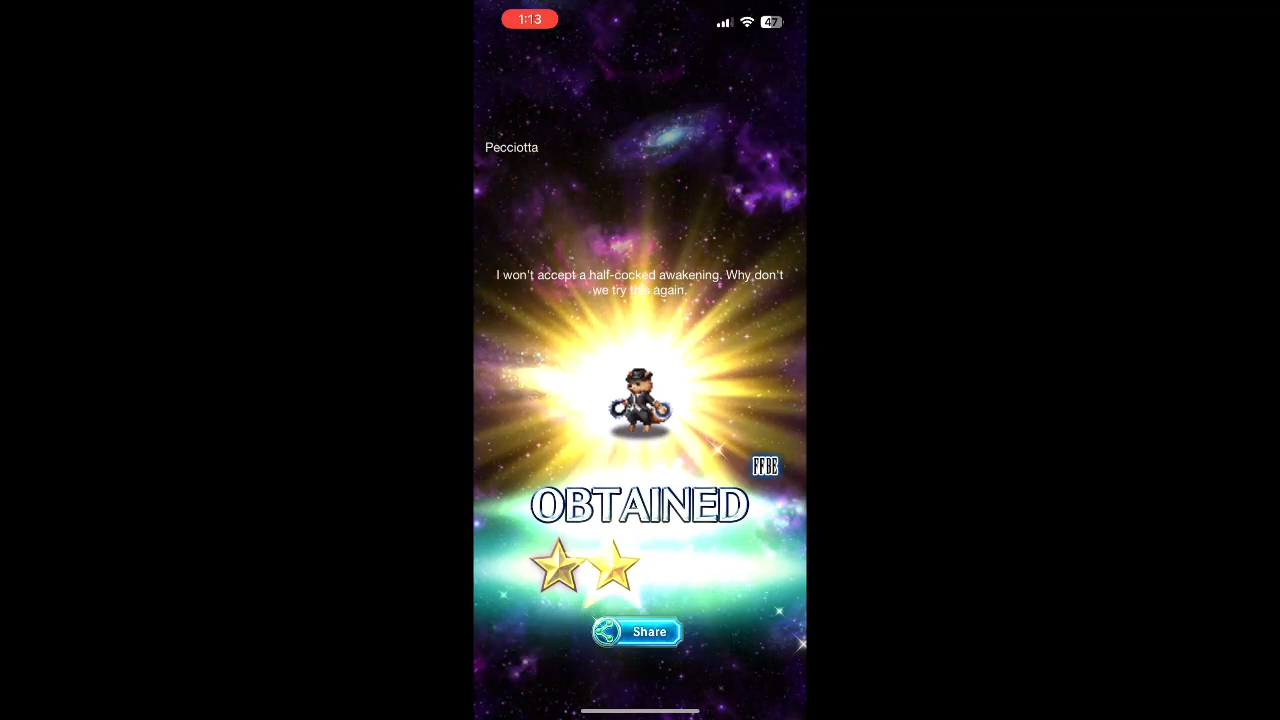 1:13
47
Pecciotta
I won't accept a half-cocked awakening. Why don't
we try this again.
FFBE
OBTAINED
Share